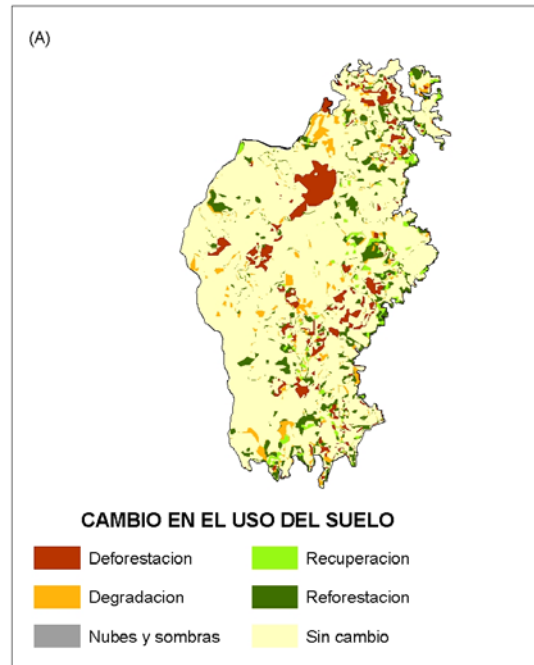 (A)
CAMBIO EN EL USO DEL SUELO
Deforestacion
Recuperacion
Degradacion
Reforestacion
Nubes y sombras
Sin cambio